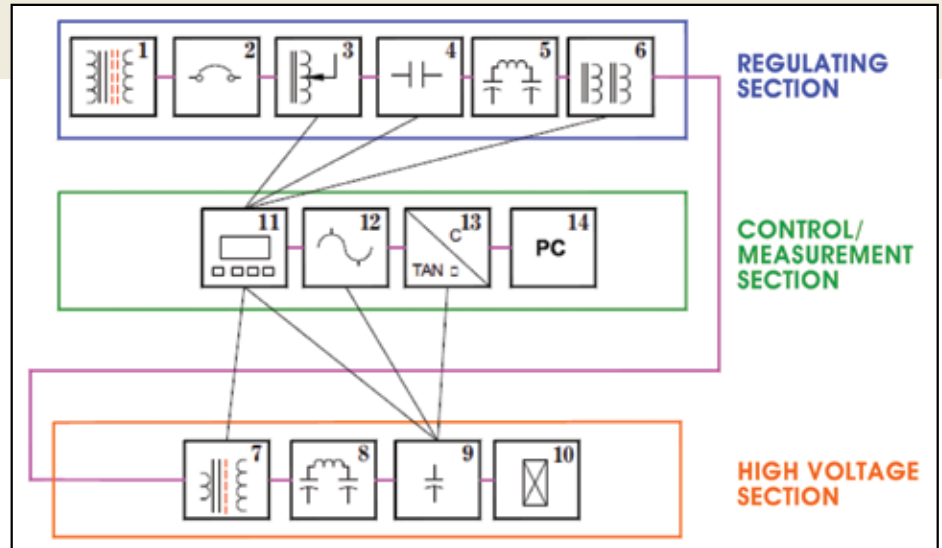 1
2
3
4
5
6
REGULATING
SECTION
11
12
13
C
TAN □
14
PC
CONTROL/
MEASUREMENT
SECTION
7
8
9
10
HIGH VOLTAGE
SECTION